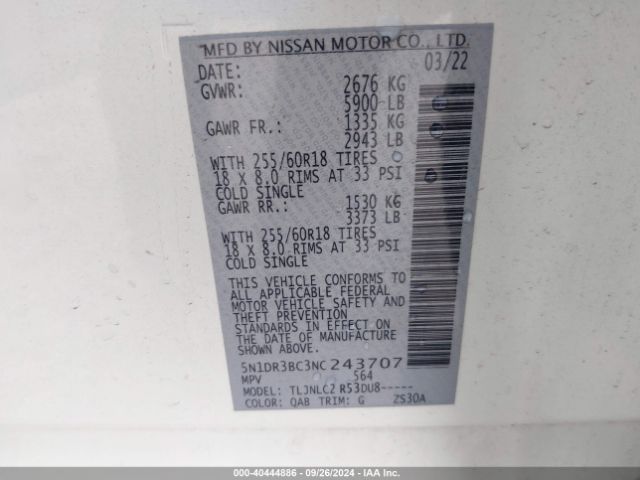 MFD BY NISSAN MOTOR CO., LTD.
DATE: 03/22
GVWR: 2676 KG
5900 LB
GAWR FR.: 1335 KG
2943 LB
WITH 255/60R18 TIRES
18 X 8.0 RIMS AT 33 PSI
COLD SINGLE
GAWR RR.: 1530 KG
3373 LB
WITH 255/60R18 TIRES
18 X 8.0 RIMS AT 33 PSI
COLD SINGLE
THIS VEHICLE CONFORMS TO
ALL APPLICABLE FEDERAL
MOTOR VEHICLE SAFETY AND
THEFT PREVENTION
STANDARDS IN EFFECT ON
THE DATE OF MANUFACTURE
SHOWN ABOVE.
5N1DR3BC3NC243707
MPV 564
MODEL: TLJNLC2 R53DU8-----
COLOR: QAB TRIM: G ZS30A
000-40444886 - 09/26/2024 - IAA Inc.